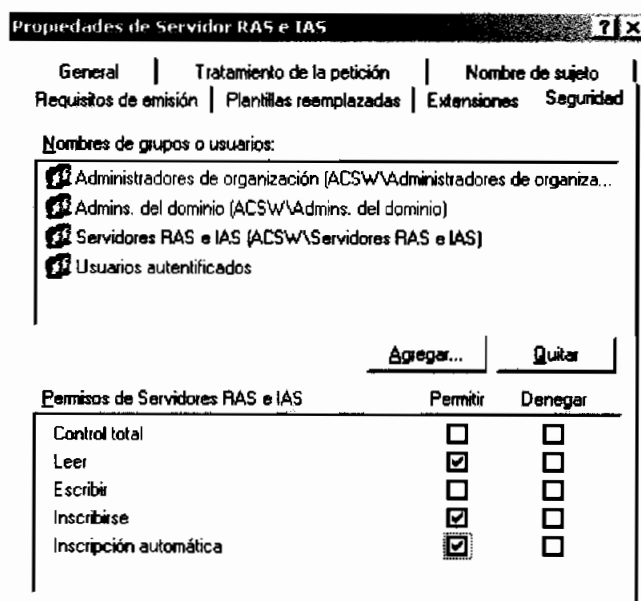 Propiedades de Servidor RAS e IAS ? X
General Tratamiento de la petición Nombre de sujeto
Requisitos de emisión Plantillas reemplazadas Extensiones Seguridad
Nombres de grupos o usuarios:
Administradores de organización (ACSW\Administradores de organiza...
Admins. del dominio (ACSW\Admins. del dominio)
Servidores RAS e IAS (ACSW\Servidores RAS e IAS)
Usuarios autentificados
Agregar... Quitar
Permisos de Servidores RAS e IAS Permitir Denegar
Control total
Leer
Escribir
Inscribirse
Inscripción automática